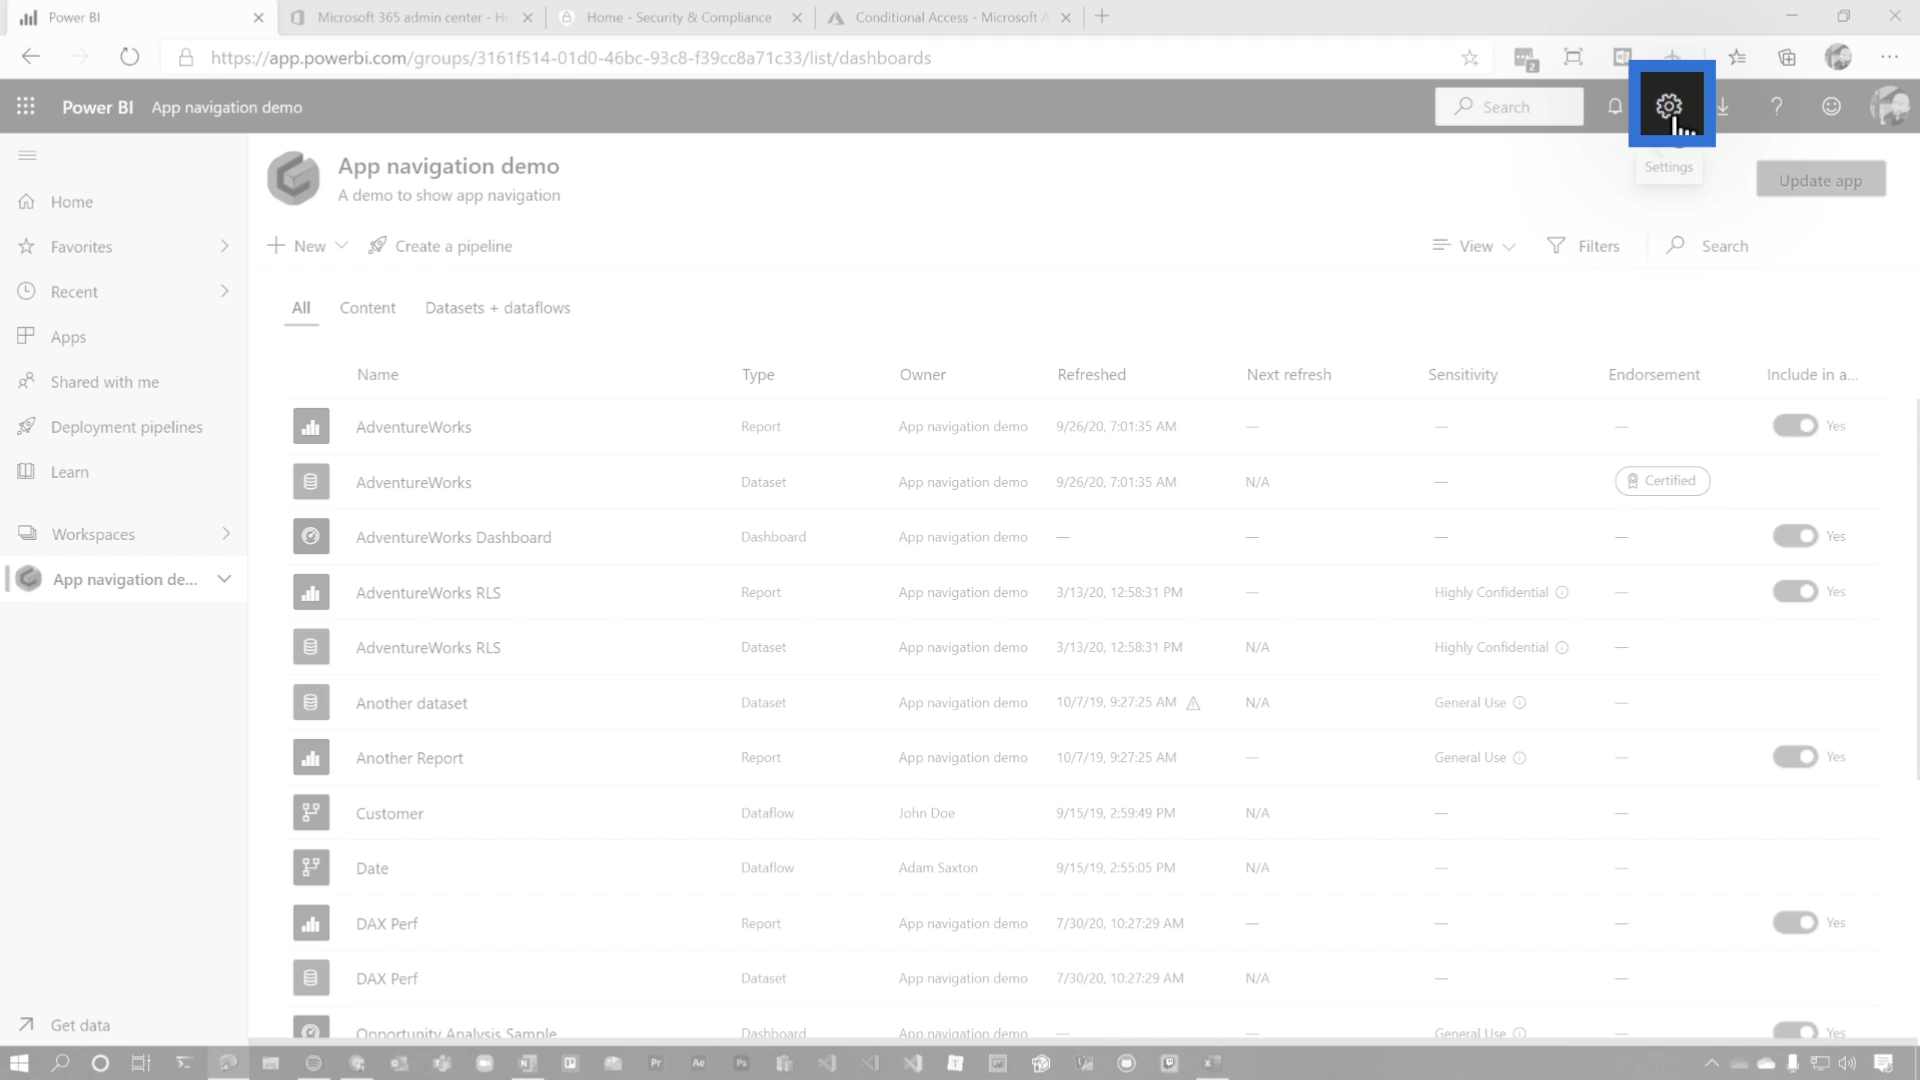 Power BI
Microsoft 365 admin center - Ho
Home - Security & Compliance
Conditional Access - Microsoft A
https://app.powerbi.com/groups/3161f514-01d0-46bc-93c8-f39cc8a71c33/list/dashboards
2
Power BI App navigation demo
Search
Settings
App navigation demo
A demo to show app navigation
Update app
Home
Favorites
Recent
Apps
Shared with me
Deployment pipelines
Learn
Workspaces
App navigation de...
Get data
New
Create a pipeline
View
Filters
Search
All Content Datasets + dataflows
Name Type Owner Refreshed Next refresh Sensitivity Endorsement Include in a...
AdventureWorks Report App navigation demo 9/26/20, 7:01:35 AM — — — Yes
AdventureWorks Dataset App navigation demo 9/26/20, 7:01:35 AM N/A — Certified
AdventureWorks Dashboard Dashboard App navigation demo — — — — Yes
AdventureWorks RLS Report App navigation demo 3/13/20, 12:58:31 PM — Highly Confidential — Yes
AdventureWorks RLS Dataset App navigation demo 3/13/20, 12:58:31 PM N/A Highly Confidential —
Another dataset Dataset App navigation demo 10/7/19, 9:27:25 AM N/A General Use —
Another Report Report App navigation demo 10/7/19, 9:27:25 AM — General Use — Yes
Customer Dataflow John Doe 9/15/19, 2:59:49 PM N/A — —
Date Dataflow Adam Saxton 9/15/19, 2:55:05 PM N/A — —
DAX Perf Report App navigation demo 7/30/20, 10:27:29 AM — — — Yes
DAX Perf Dataset App navigation demo 7/30/20, 10:27:29 AM N/A — —
Opportunity Analysis Sample Dashboard App navigation demo — — General Use — Yes
Pr Ae Ps